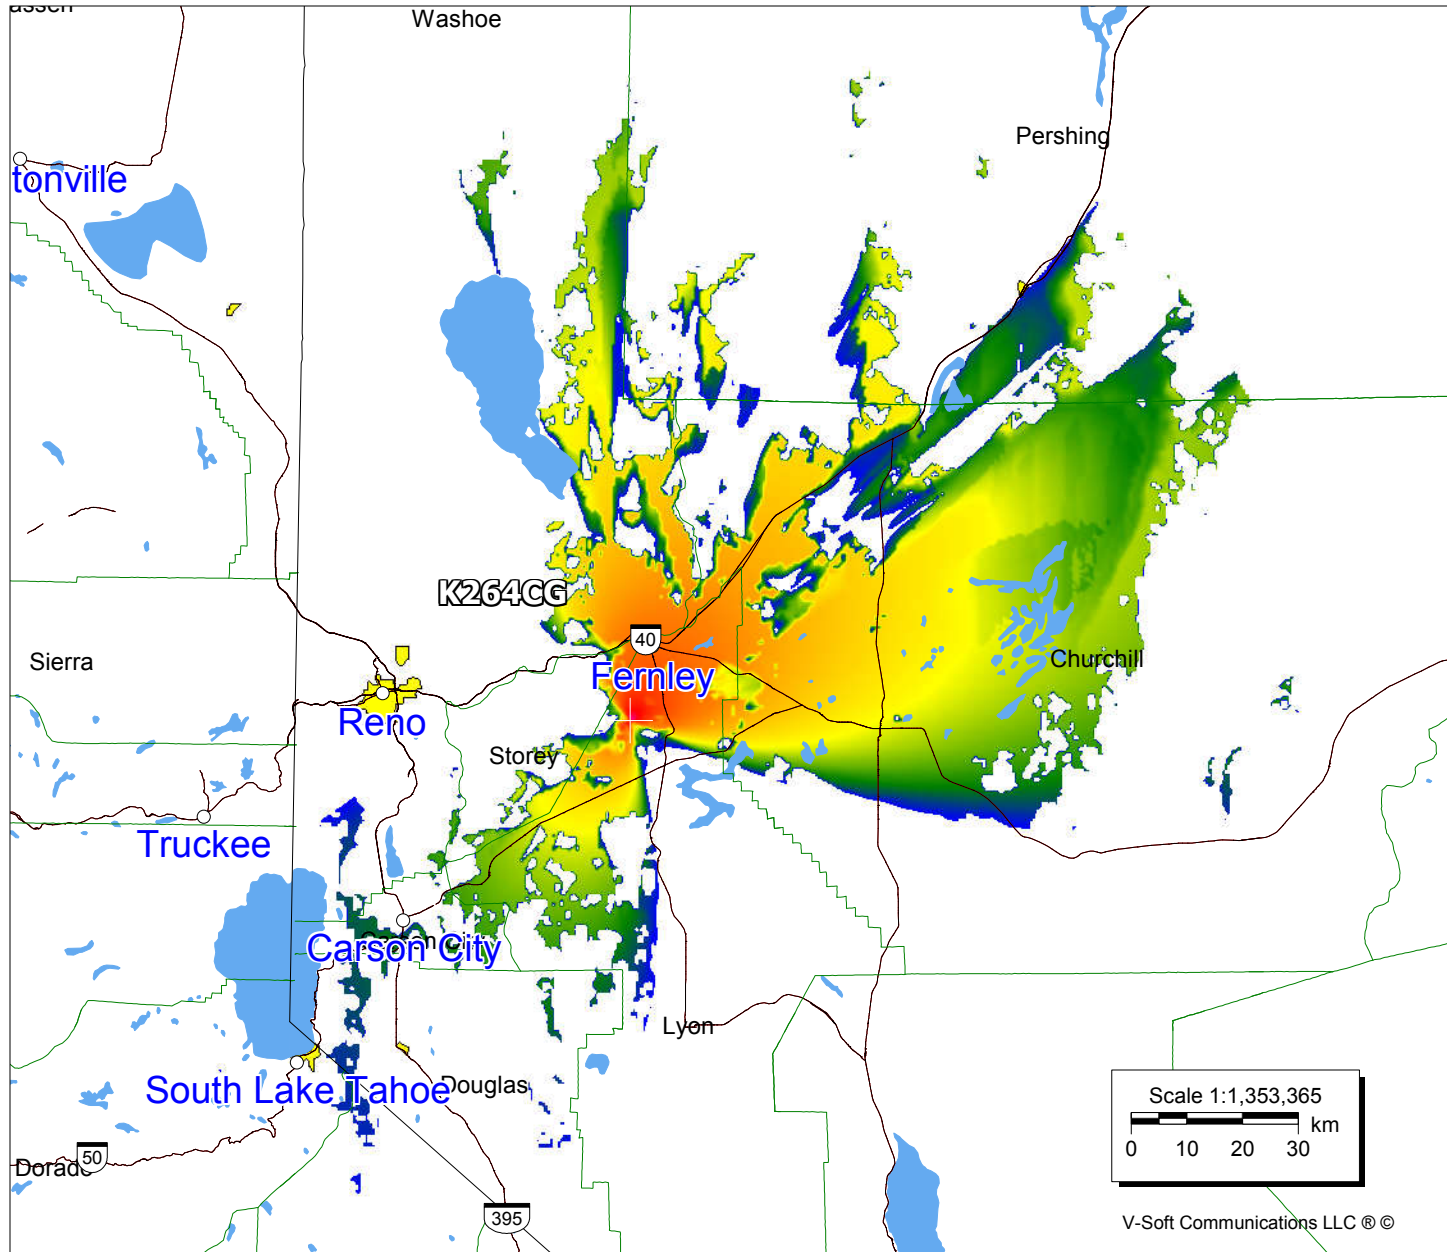 Washoe
Pershing
tonville
K264CG
40
Sierra
Churchill
Fernley
Reno
Storey
Truckee
Carson City
Lyon
South Lake Tahoe
Douglas
Scale 1:1,353,365
km
0 10 20 30
50
395
V-Soft Communications LLC ® ©